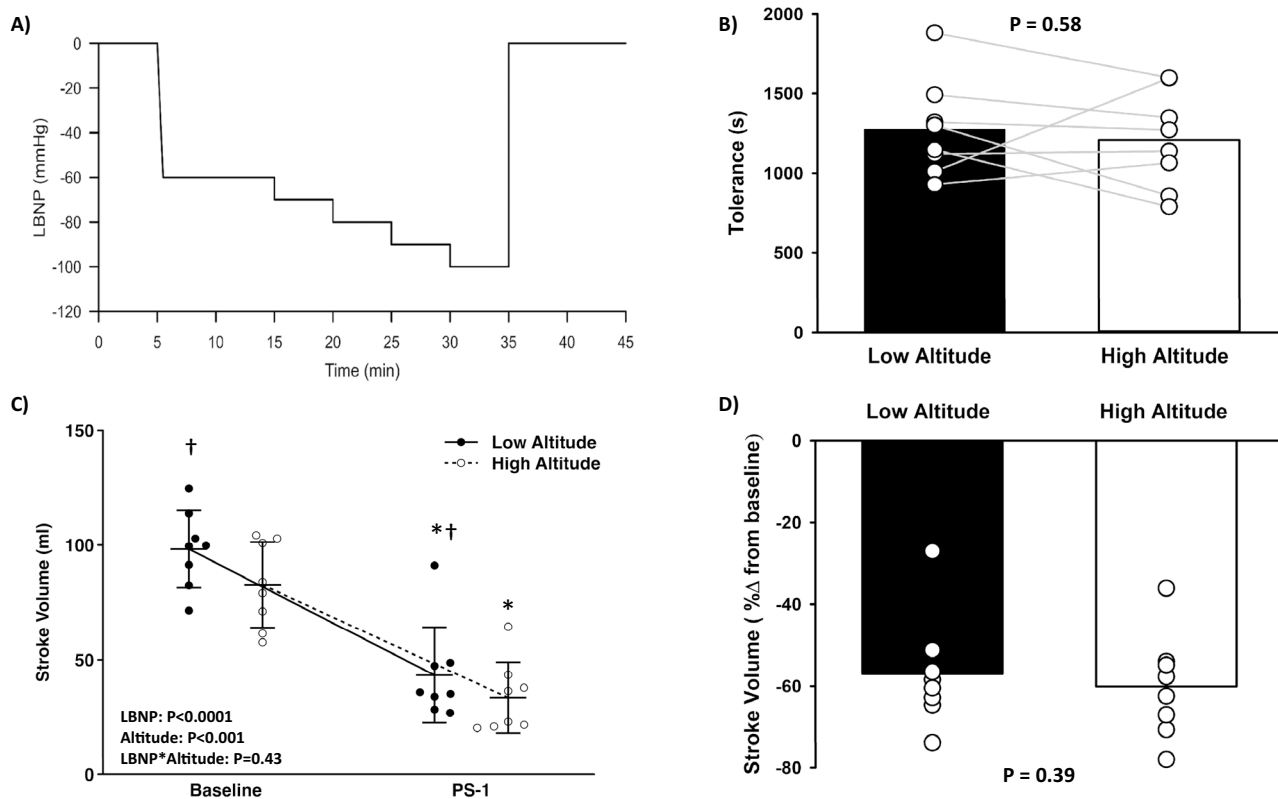 A)
0
-20
-40
-60
-80
-100
-120
LBNP (mmHg)
0 5 10 15 20 25 30 35 40 45
Time (min)
B)
P = 0.58
2000
1500
1000
500
0
Tolerance (s)
Low Altitude High Altitude
C)
150
100
50
0
Stroke Volume (ml)
Low Altitude
High Altitude
†
*†
*
LBNP: P<0.0001
Altitude: P<0.001
LBNP*Altitude: P=0.43
Baseline PS-1
D)
Low Altitude High Altitude
0
-20
-40
-60
-80
Stroke Volume ( %Δ from baseline)
P = 0.39